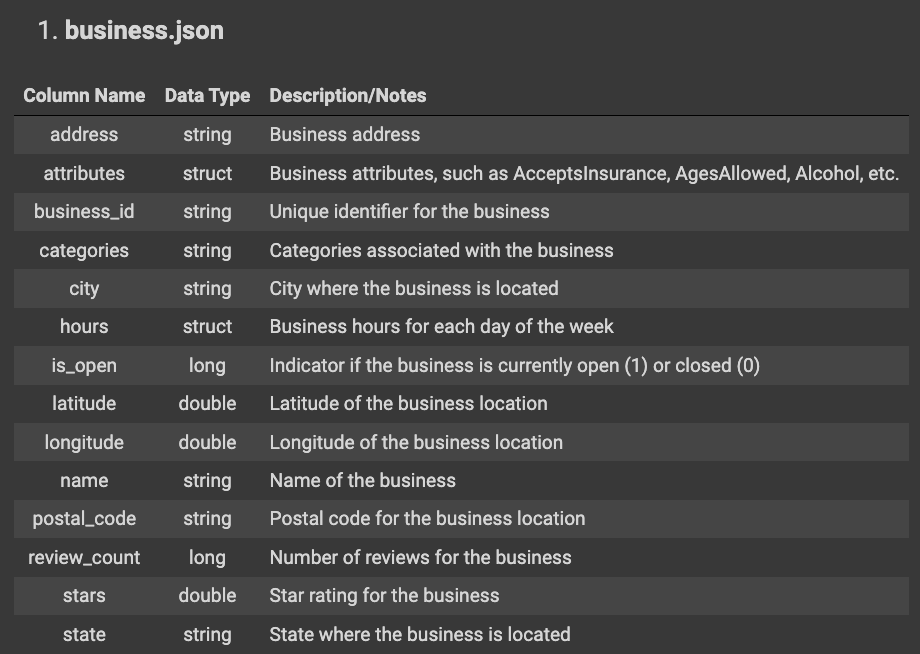 1. business.json
Column Name Data Type Description/Notes
address string Business address
attributes struct Business attributes, such as AcceptsInsurance, AgesAllowed, Alcohol, etc.
business_id string Unique identifier for the business
categories string Categories associated with the business
city string City where the business is located
hours struct Business hours for each day of the week
is_open long Indicator if the business is currently open (1) or closed (0)
latitude double Latitude of the business location
longitude double Longitude of the business location
name string Name of the business
postal_code string Postal code for the business location
review_count long Number of reviews for the business
stars double Star rating for the business
state string State where the business is located